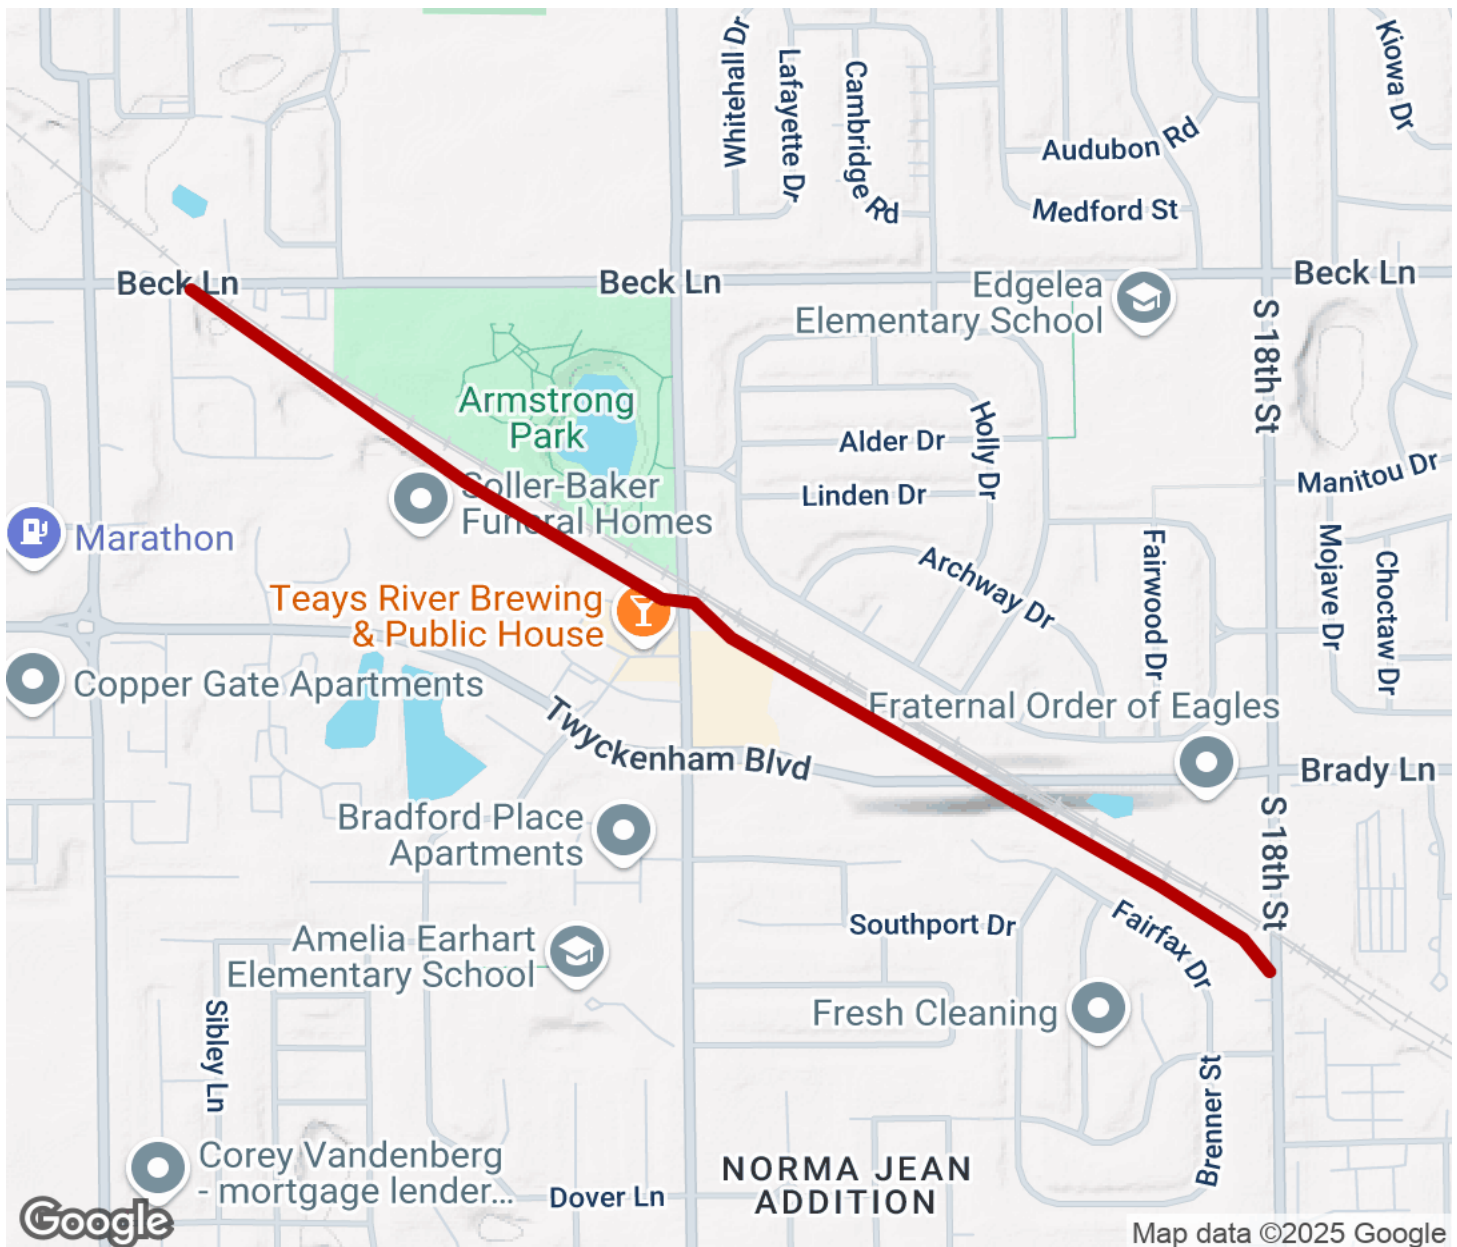 Whitehall Dr
Lafayette Dr
Cambridge Rd
Kiowa Dr
Audubon Rd
Medford St
Beck Ln
Beck Ln
Beck Ln
Edgelea
Elementary School
S 18th St
Armstrong
Park
Holly Dr
Alder Dr
Linden Dr
Manitou Dr
Soller-Baker
Funeral Homes
Marathon
Archway Dr
Fairwood Dr
Mojave Dr
Choctaw Dr
Teays River Brewing
& Public House
Copper Gate Apartments
Fraternal Order of Eagles
Twyckenham Blvd
Brady Ln
Bradford Place
Apartments
S 18th St
Southport Dr
Fairfax Dr
Amelia Earhart
Elementary School
Fresh Cleaning
Sibley Ln
Brenner St
Corey Vandenberg
- mortgage lender...
Dover Ln
NORMA JEAN
ADDITION
Google
Map data ©2025 Google